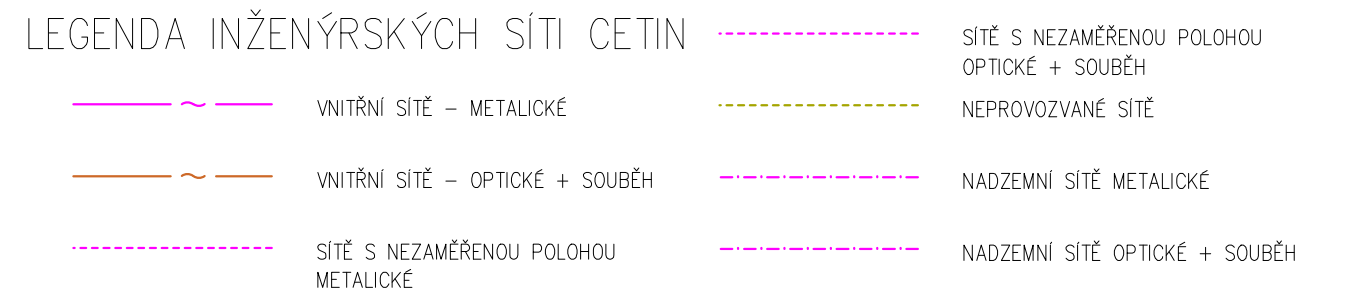 LEGENDA INŽENÝRSKÝCH SÍTI CETIN
VNITŘNÍ SÍTĚ – METALICKÉ
VNITŘNÍ SÍTĚ – OPTICKÉ + SOUBĚH
SÍTĚ S NEZAMĚŘENOU POLOHOU
METALICKÉ
SÍTĚ S NEZAMĚŘENOU POLOHOU
OPTICKÉ + SOUBĚH
NEPROVOZVANÉ SÍTĚ
NADZEMNÍ SÍTĚ METALICKÉ
NADZEMNÍ SÍTĚ OPTICKÉ + SOUBĚH